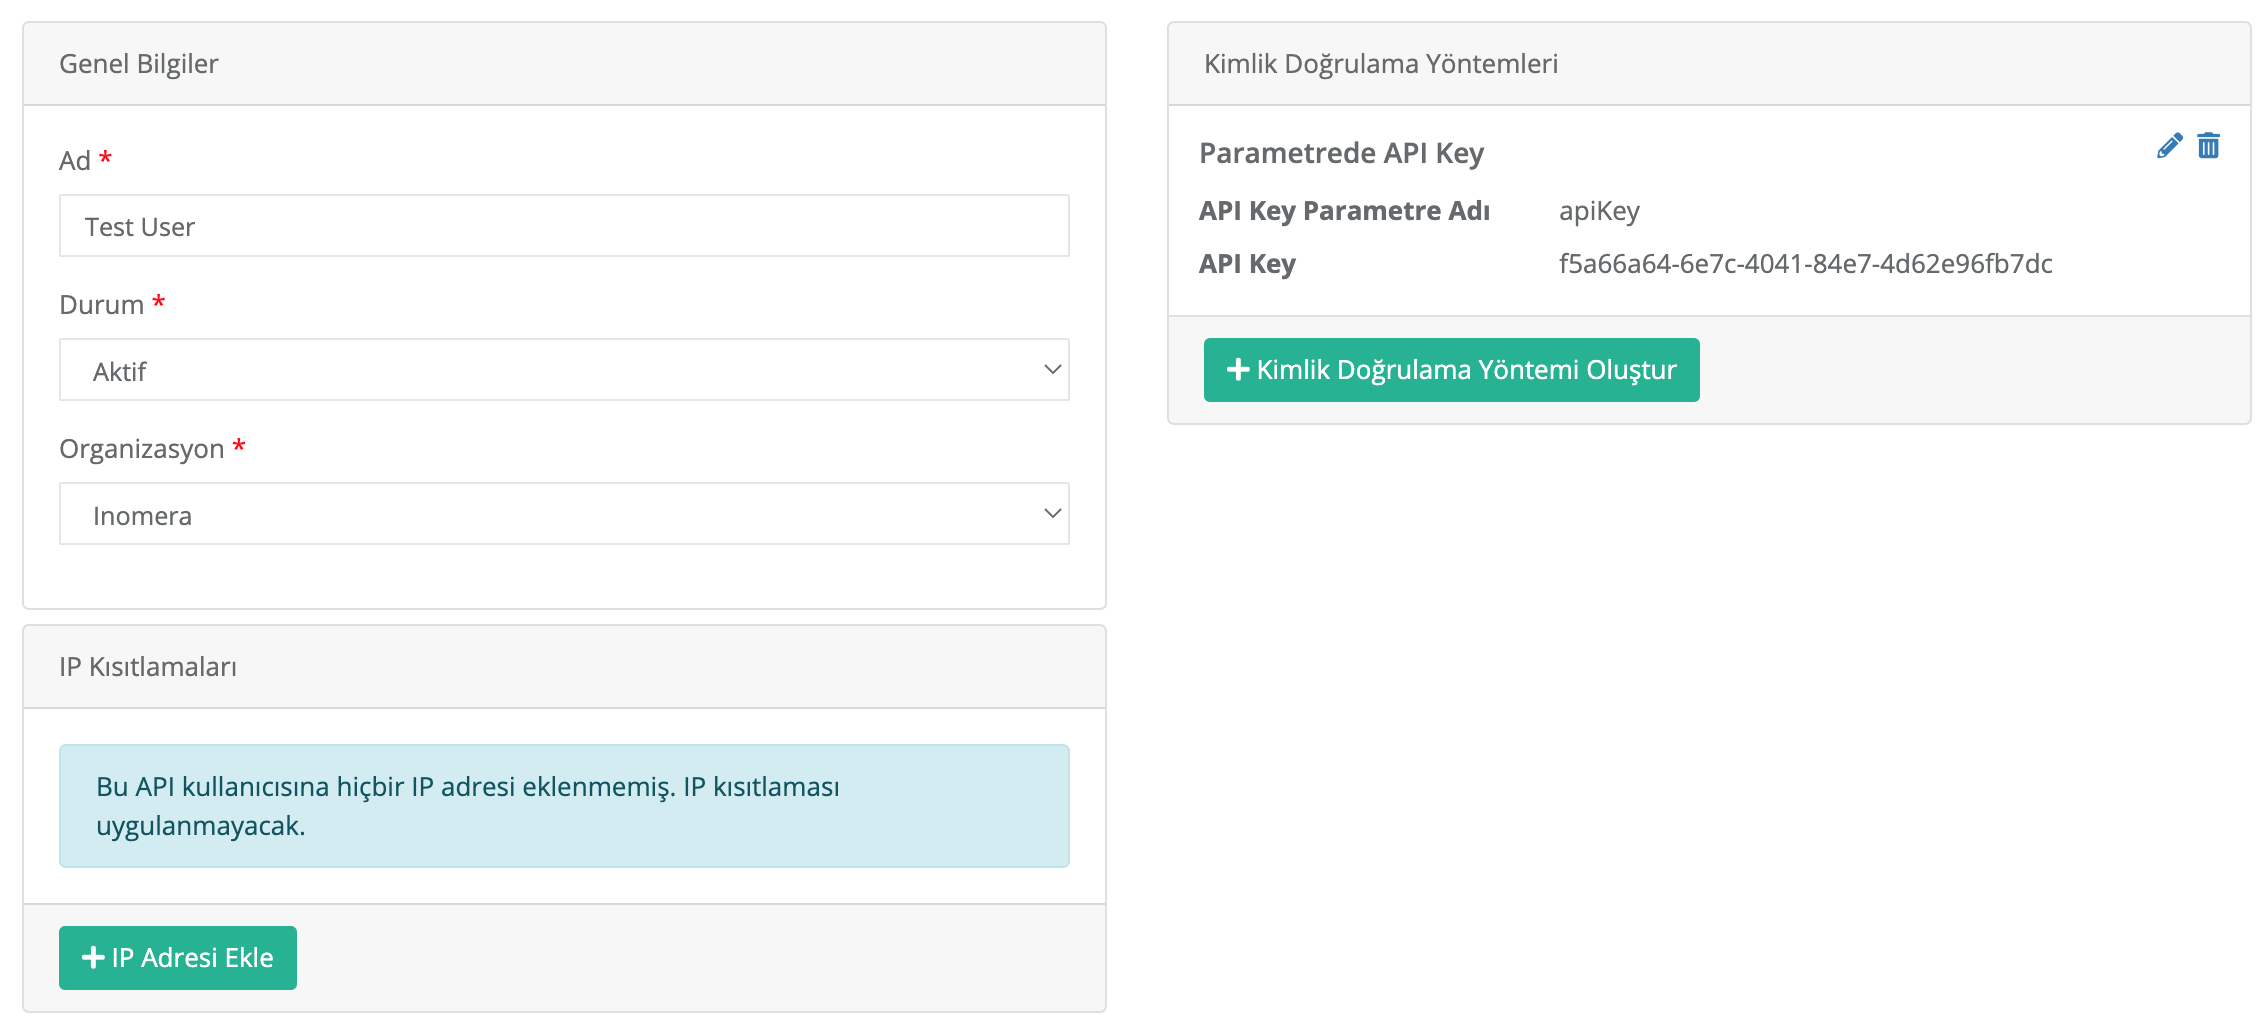 Genel Bilgiler
Ad *
Test User
Durum *
Aktif
Organizasyon *
Inomera
IP Kısıtlamaları
Bu API kullanıcısına hiçbir IP adresi eklenmemiş. IP kısıtlaması
uygulanmayacak.
IP Adresi Ekle
Kimlik Doğrulama Yöntemleri
Parametrede API Key
API Key Parametre Adı apiKey
API Key f5a66a64-6e7c-4041-84e7-4d62e96fb7dc
Kimlik Doğrulama Yöntemi Oluştur